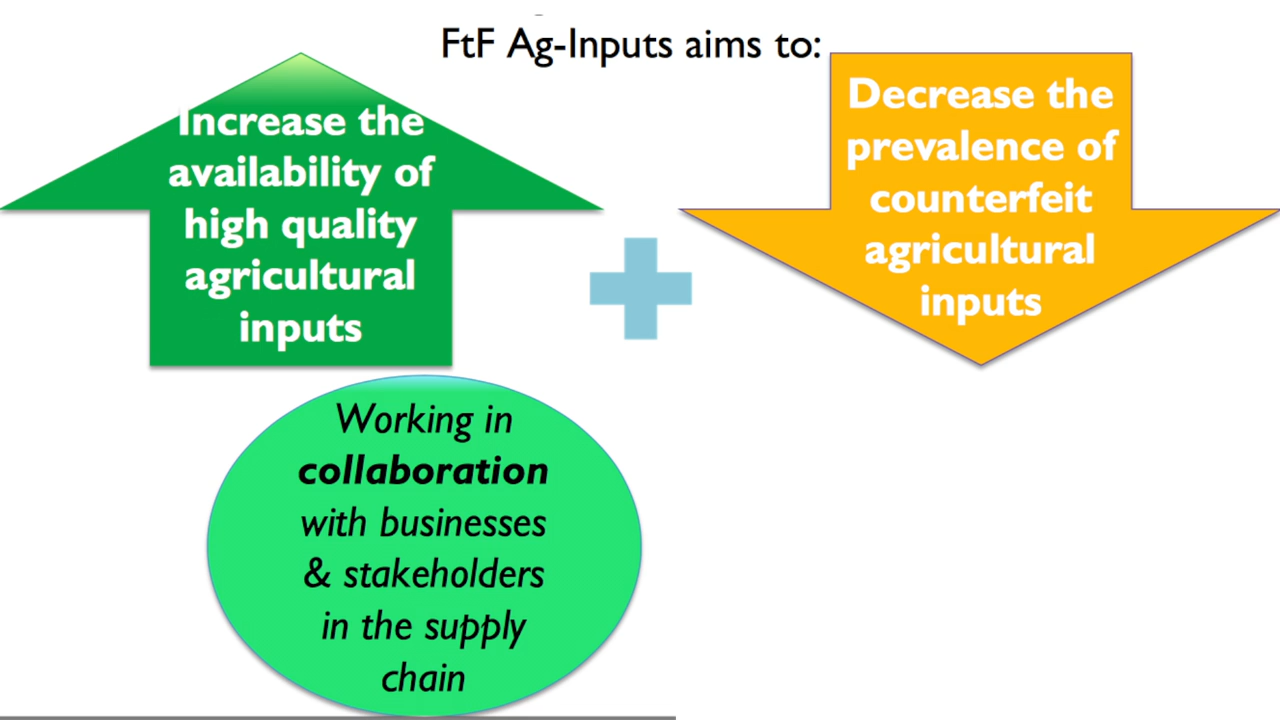 FtF Ag-Inputs aims to:
Increase the
availability of
high quality
agricultural
inputs
Decrease the
prevalence of
counterfeit
agricultural
inputs
Working in
collaboration
with businesses
& stakeholders
in the supply
chain